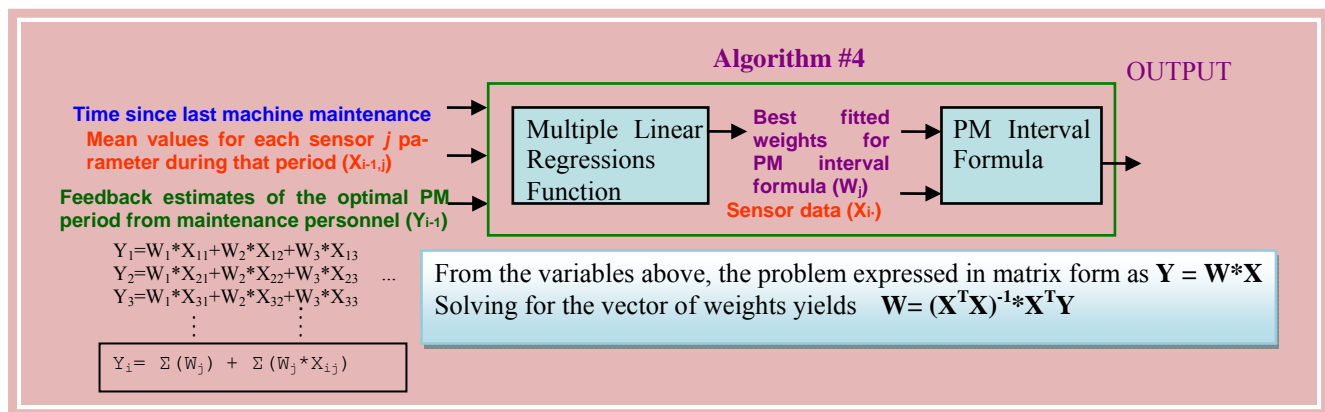 Algorithm #4
OUTPUT
Time since last machine maintenance
Mean values for each sensor j pa-
rameter during that period (Xi-1,j)
Feedback estimates of the optimal PM
period from maintenance personnel (Yi-1)
Multiple Linear
Regressions
Function
Best fitted
weights for
PM interval
formula (Wj)
Sensor data (Xi·)
PM Interval
Formula
Y1=W1*X11+W2*X12+W3*X13
Y2=W1*X21+W2*X22+W3*X23 ...
Y3=W1*X31+W2*X32+W3*X33
Yi= Σ(Wj) + Σ(Wj*Xij)
From the variables above, the problem expressed in matrix form as Y = W*X
Solving for the vector of weights yields W= (XTX)-1*XTY